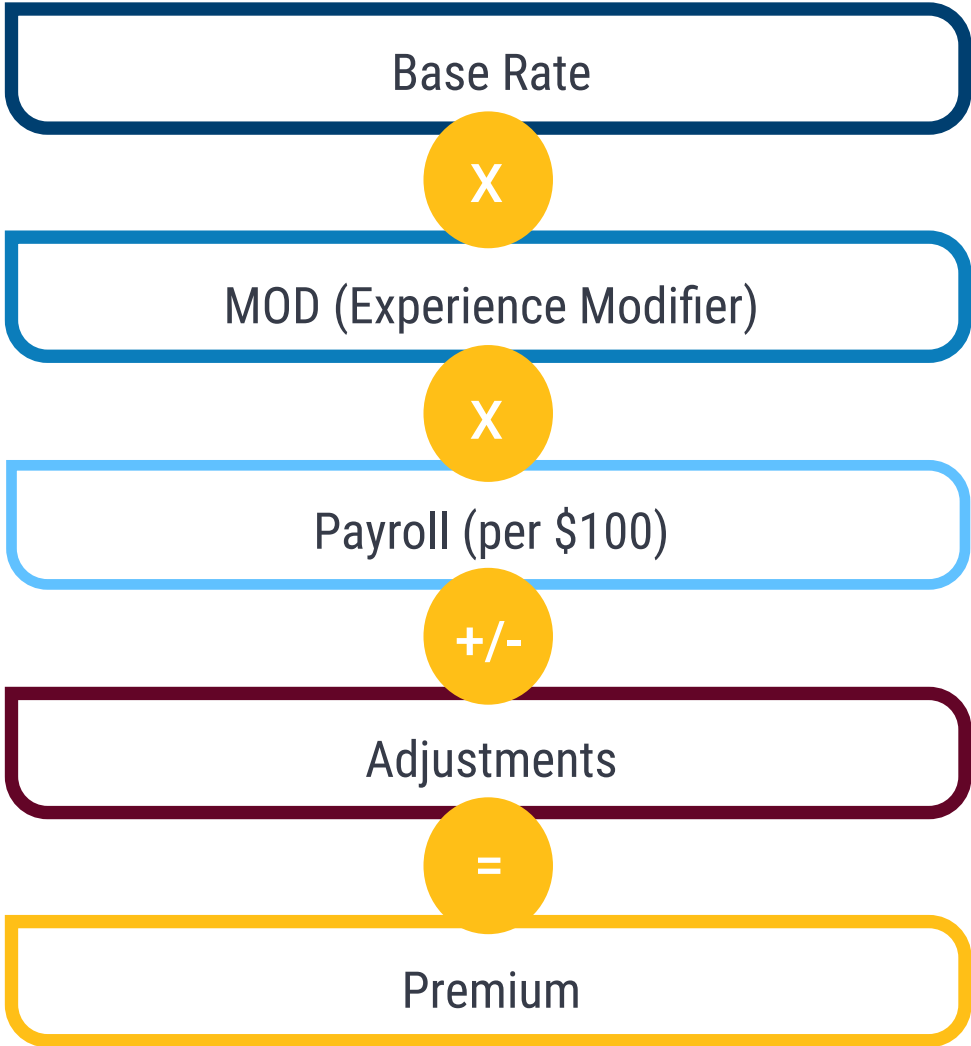 Base Rate
X
MOD (Experience Modifier)
X
Payroll (per $100)
+/-
Adjustments
=
Premium